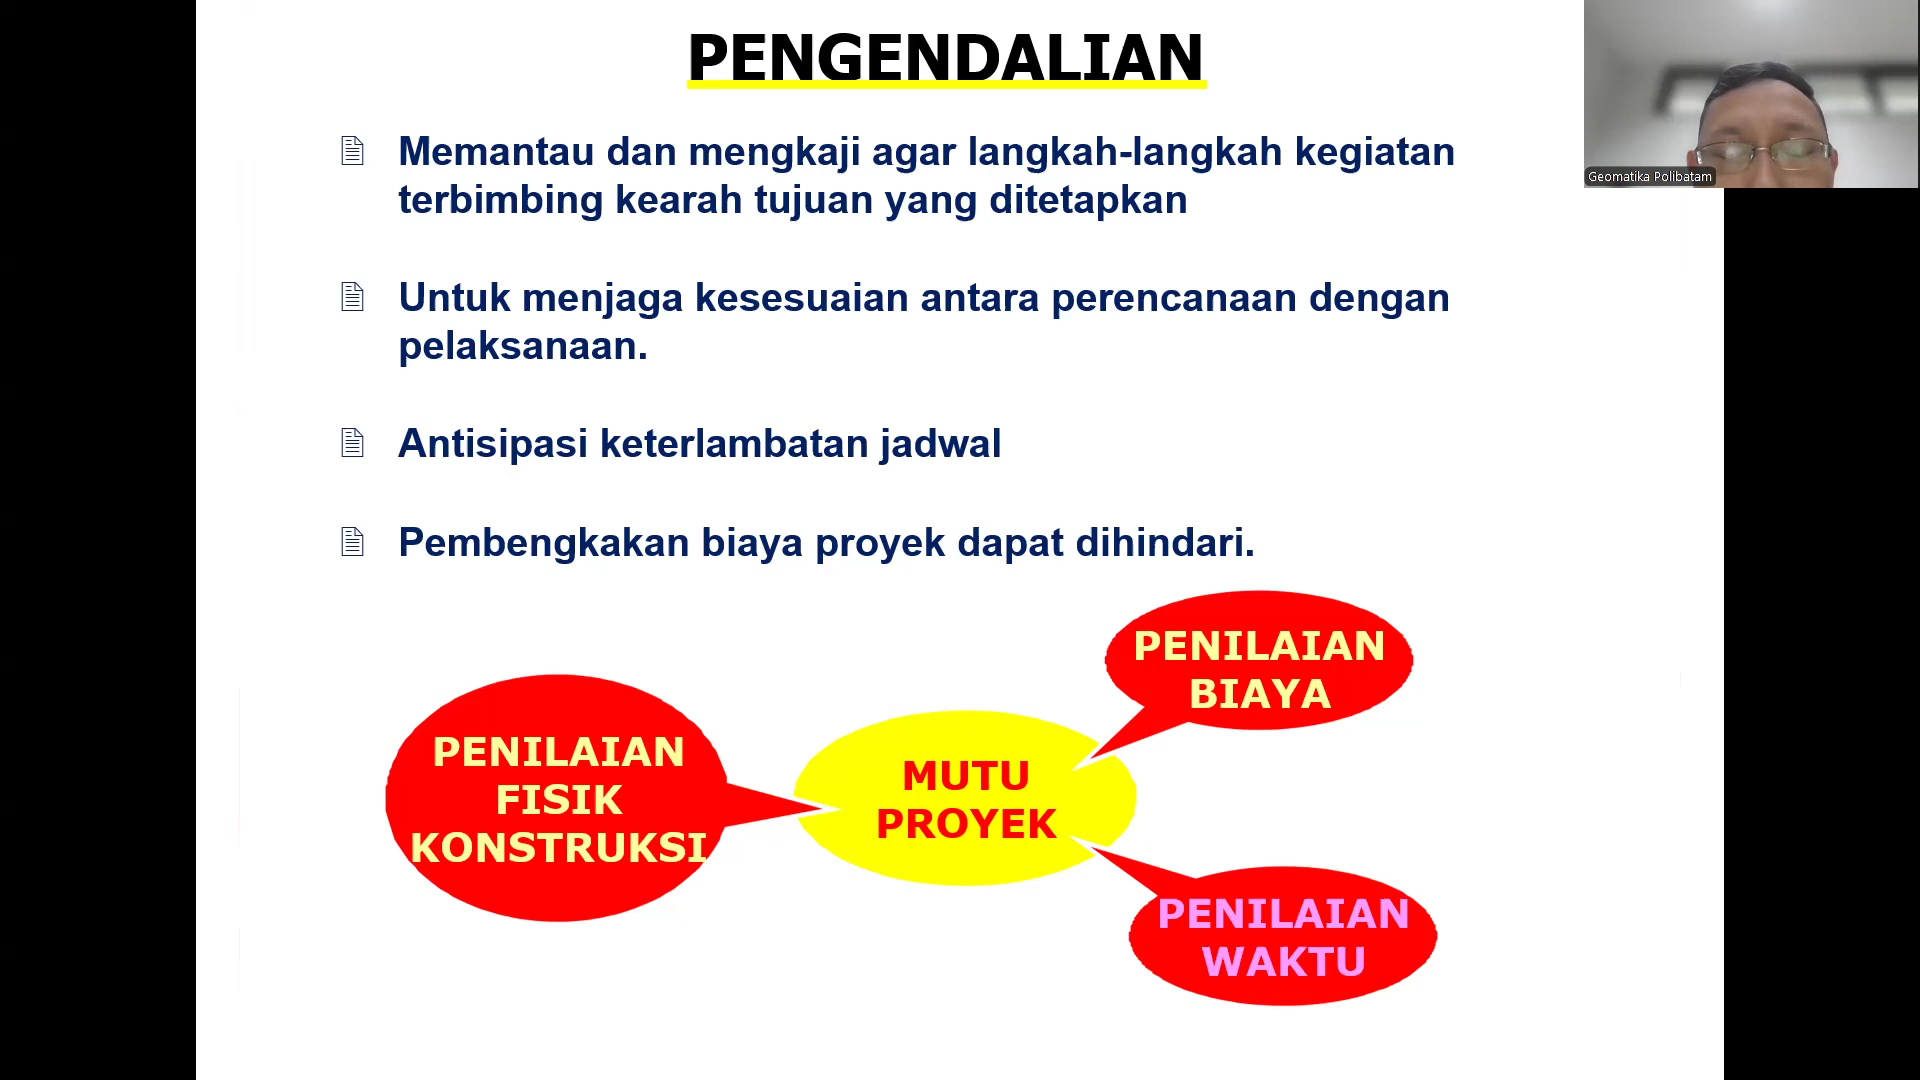 PENGENDALIAN
Memantau dan mengkaji agar langkah-langkah kegiatan
terbimbing kearah tujuan yang ditetapkan
Untuk menjaga kesesuaian antara perencanaan dengan
pelaksanaan.
Antisipasi keterlambatan jadwal
Pembengkakan biaya proyek dapat dihindari.
PENILAIAN
BIAYA
PENILAIAN
FISIK
KONSTRUKSI
MUTU
PROYEK
PENILAIAN
WAKTU
Geomatika Polibatam